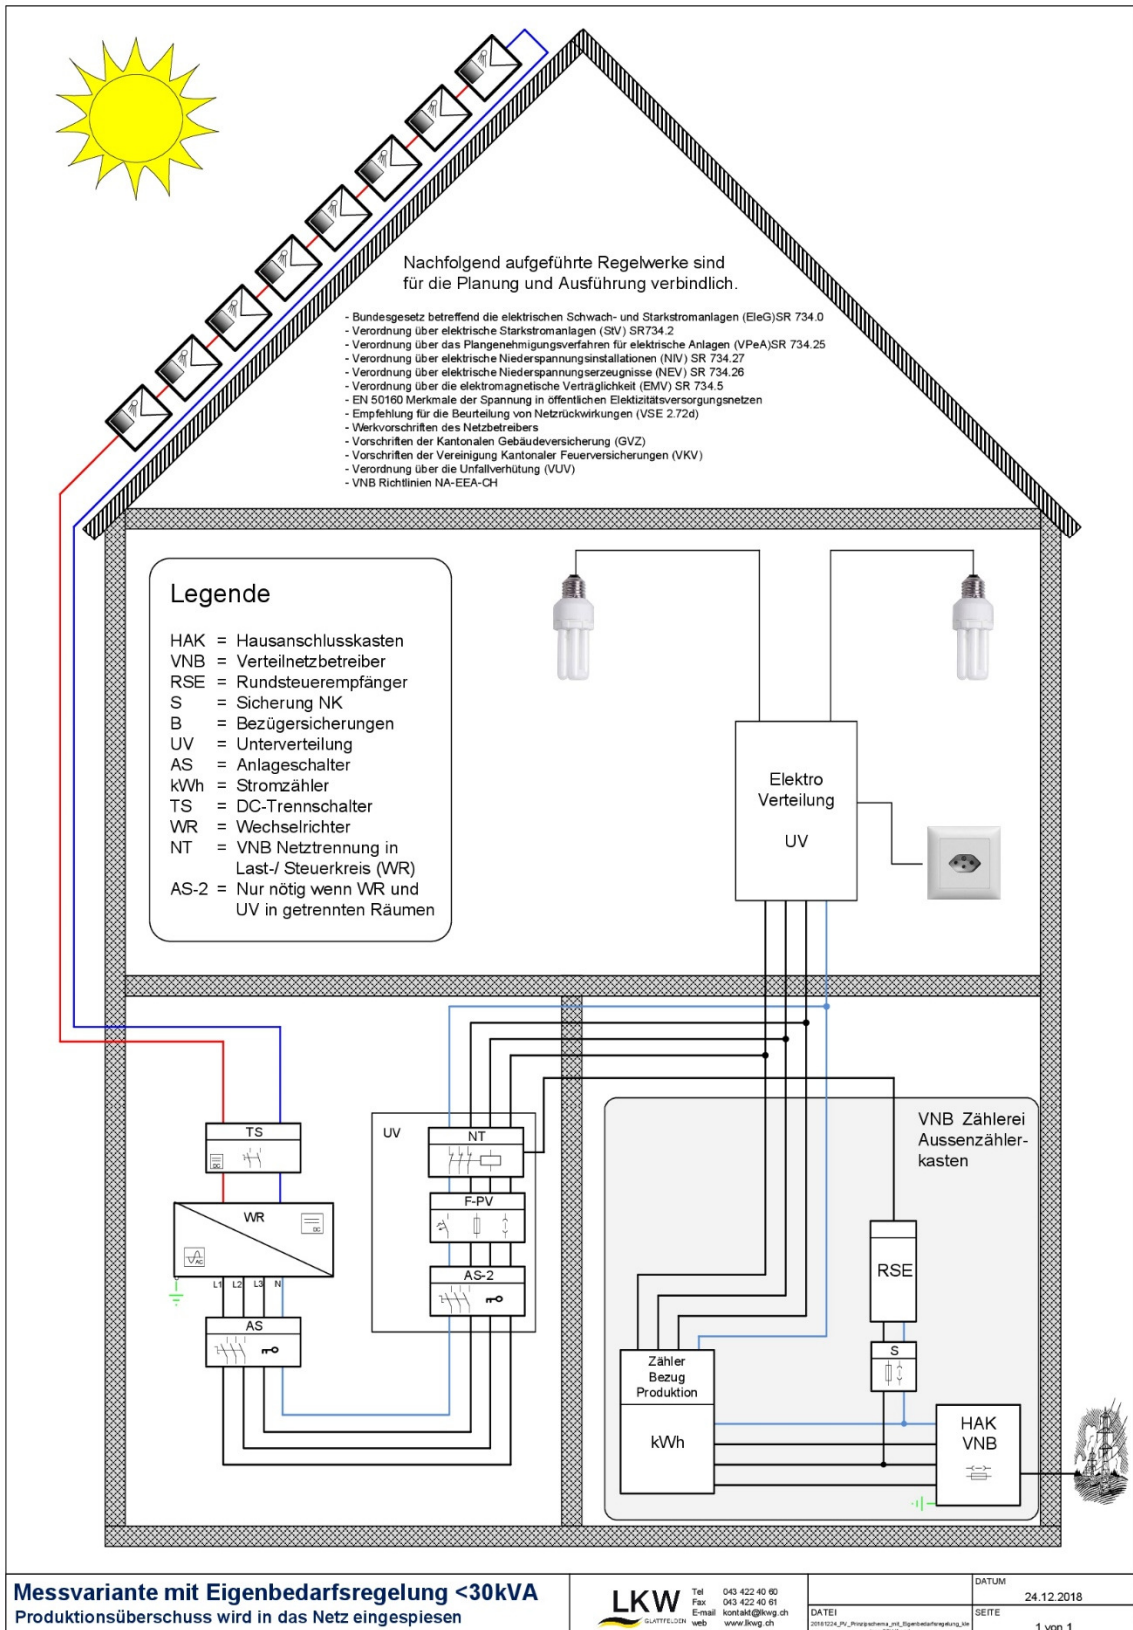 Nachfolgend aufgeführte Regelwerke sind
für die Planung und Ausführung verbindlich.
- Bundesgesetz betreffend die elektrischen Schwach- und Starkstromanlagen (EleG)SR 734.0
- Verordnung über elektrische Starkstromanlagen (StV) SR734.2
- Verordnung über das Plangenehmigungsverfahren für elektrische Anlagen (VPeA)SR 734.25
- Verordnung über elektrische Niederspannungsinstallationen (NIV) SR 734.27
- Verordnung über elektrische Niederspannungserzeugnisse (NEV) SR 734.26
- Verordnung über die elektromagnetische Verträglichkeit (EMV) SR 734.5
- EN 50160 Merkmale der Spannung in öffentlichen Elektizitätsversorgungsnetzen
- Empfehlung für die Beurteilung von Netzrückwirkungen (VSE 2.72d)
- Werkvorschriften des Netzbetreibers
- Vorschriften der Kantonalen Gebäudeversicherung (GVZ)
- Vorschriften der Vereinigung Kantonaler Feuerversicherungen (VKV)
- Verordnung über die Unfallverhütung (VUV)
- VNB Richtlinien NA-EEA-CH
Legende
HAK = Hausanschlusskasten
VNB = Verteilnetzbetreiber
RSE = Rundsteuerempfänger
S = Sicherung NK
B = Bezügersicherungen
UV = Unterverteilung
AS = Anlageschalter
kWh = Stromzähler
TS = DC-Trennschalter
WR = Wechselrichter
NT = VNB Netztrennung in
Last-/ Steuerkreis (WR)
AS-2 = Nur nötig wenn WR und
UV in getrennten Räumen
Elektro
Verteilung
UV
TS
DC
WR
DC
AC
L1 L2 L3 N
AS
UV
NT
F-PV
AS-2
VNB Zählerei
Aussenzähler-
kasten
RSE
S
Zähler
Bezug
Produktion
kWh
HAK
VNB
Messvariante mit Eigenbedarfsregelung <30kVA
Produktionsüberschuss wird in das Netz eingespiesen
LKW
GLATTFELDEN
Tel 043 422 40 60
Fax 043 422 40 61
E-mail kontakt@lkwg.ch
web www.lkwg.ch
DATUM
24.12.2018
DATEI
20181224_PV_Prinzipschema_mit_Eigenbedarfsregelung_kle
SEITE
1 von 1